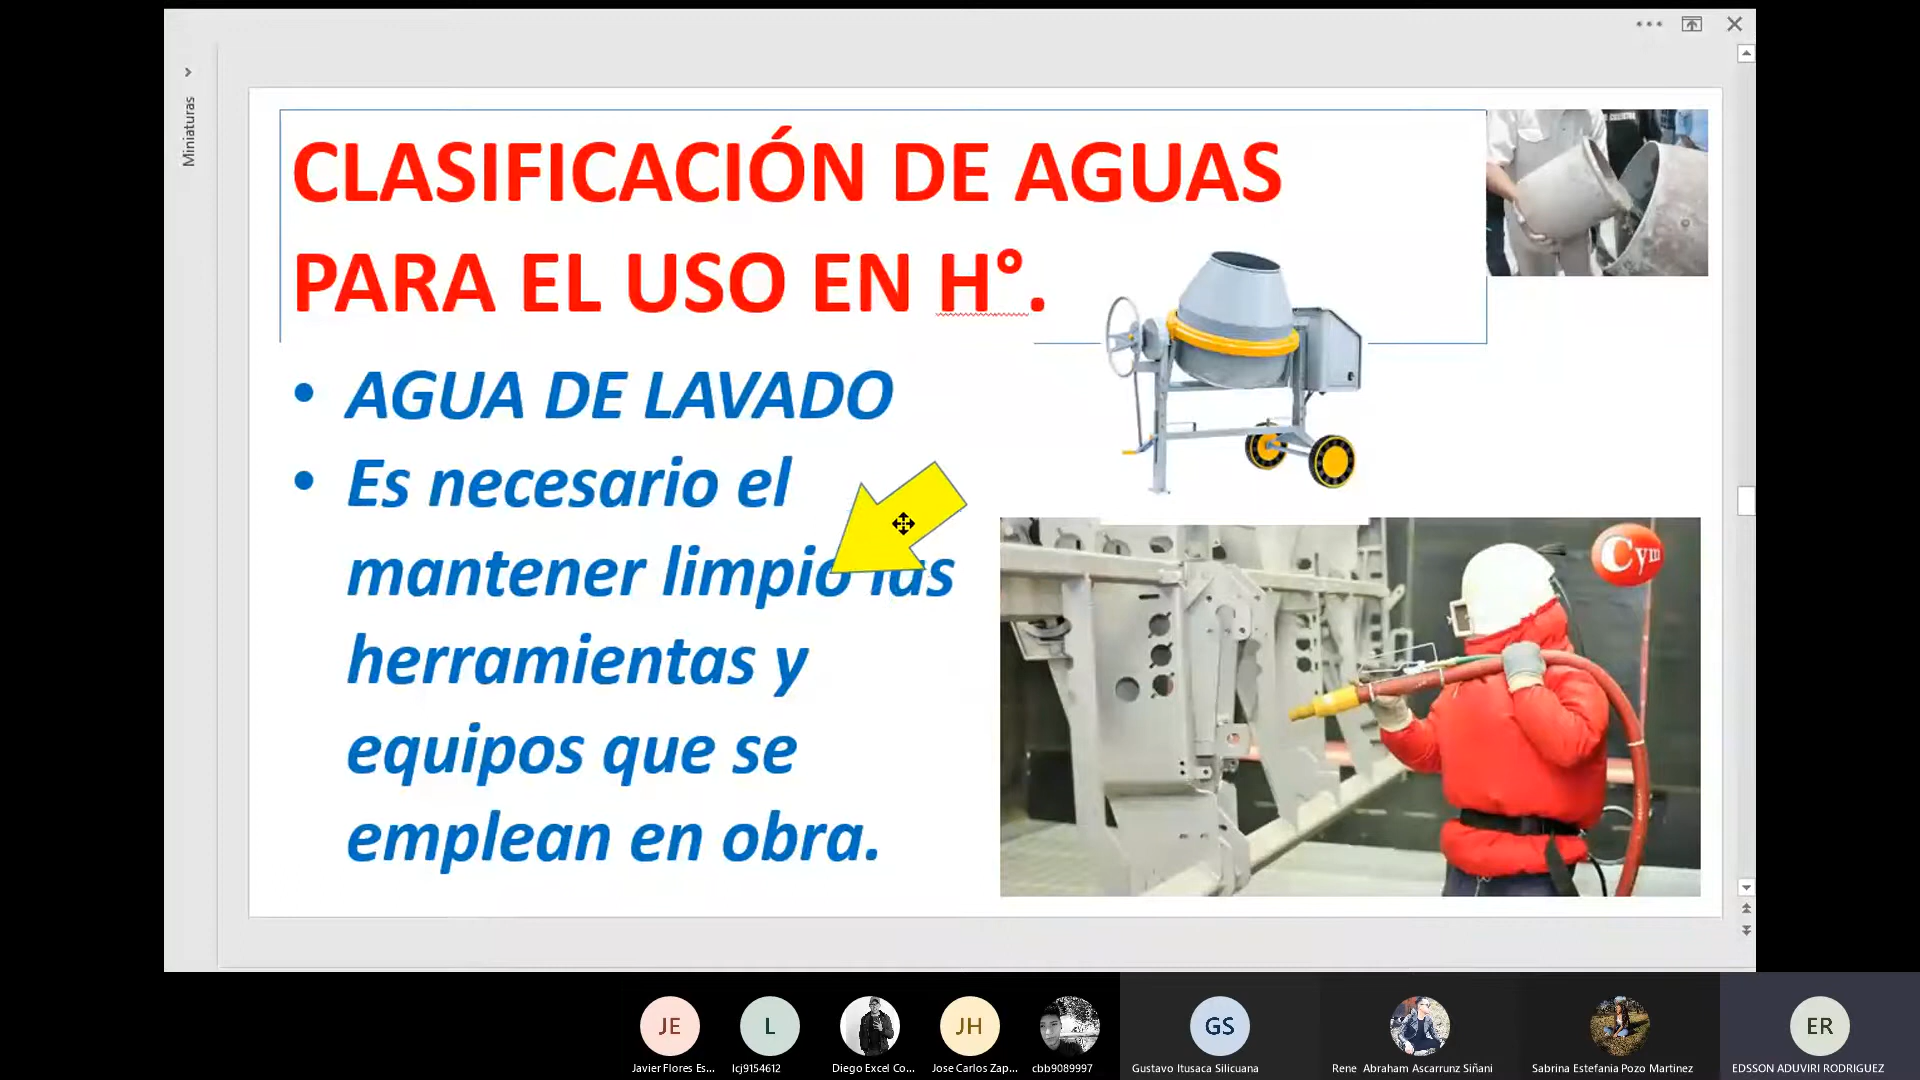 Miniaturas
CLASIFICACIÓN DE AGUAS
PARA EL USO EN H°.
• AGUA DE LAVADO
• Es necesario el
mantener limpio las
herramientas y
equipos que se
emplean en obra.
Cym
JE
L
JH
GS
ER
Javier Flores Es...
lcj9154612
Diego Excel Co...
Jose Carlos Zap...
cbb9089997
Gustavo Itusaca Silicuana
Rene Abraham Ascarrunz Siñani
Sabrina Estefania Pozo Martinez
EDSSON ADUVIRI RODRIGUEZ